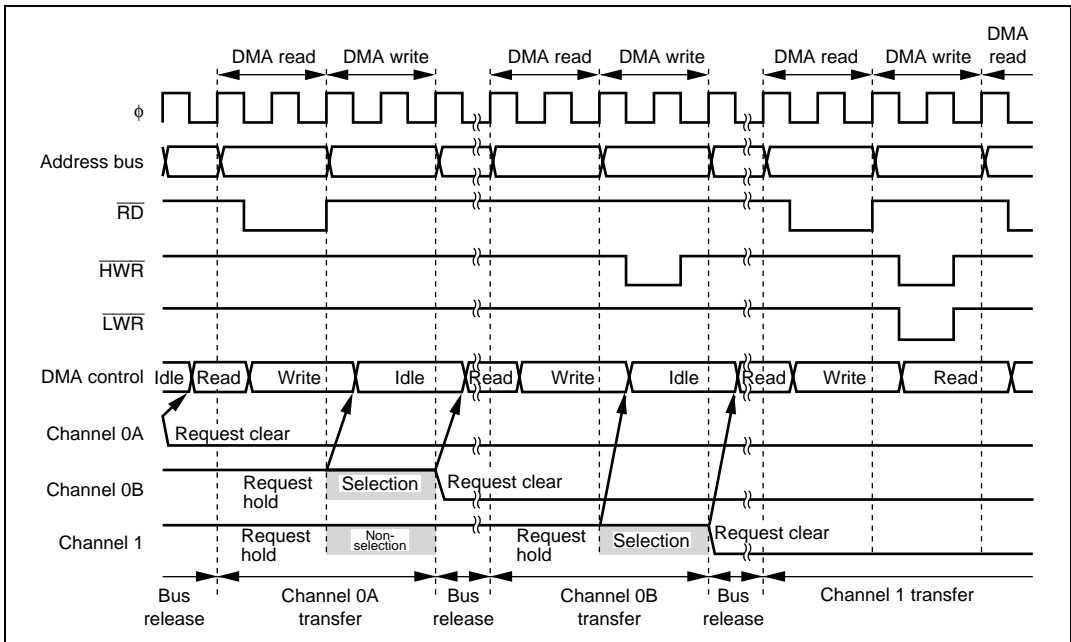 DMA read
DMA write
DMA read
DMA write
DMA read
DMA write
DMA
read
φ
Address bus
RD
HWR
LWR
DMA control
Idle
Read
Write
Idle
Read
Write
Idle
Read
Write
Read
Channel 0A
Request clear
Channel 0B
Request
hold
Selection
Request clear
Channel 1
Request
hold
Non-
selection
Request
hold
Selection
Request clear
Bus
release
Channel 0A
transfer
Bus
release
Channel 0B
transfer
Bus
release
Channel 1 transfer